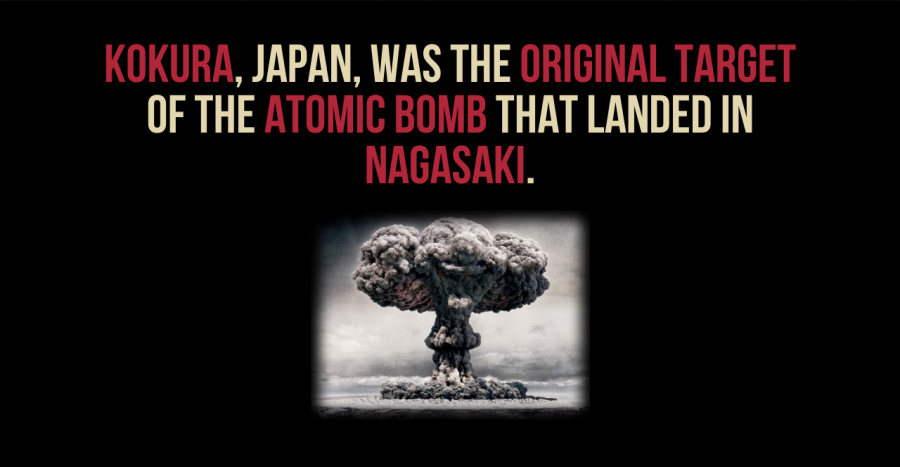 KOKURA, JAPAN, WAS THE ORIGINAL TARGET
OF THE ATOMIC BOMB THAT LANDED IN
NAGASAKI.